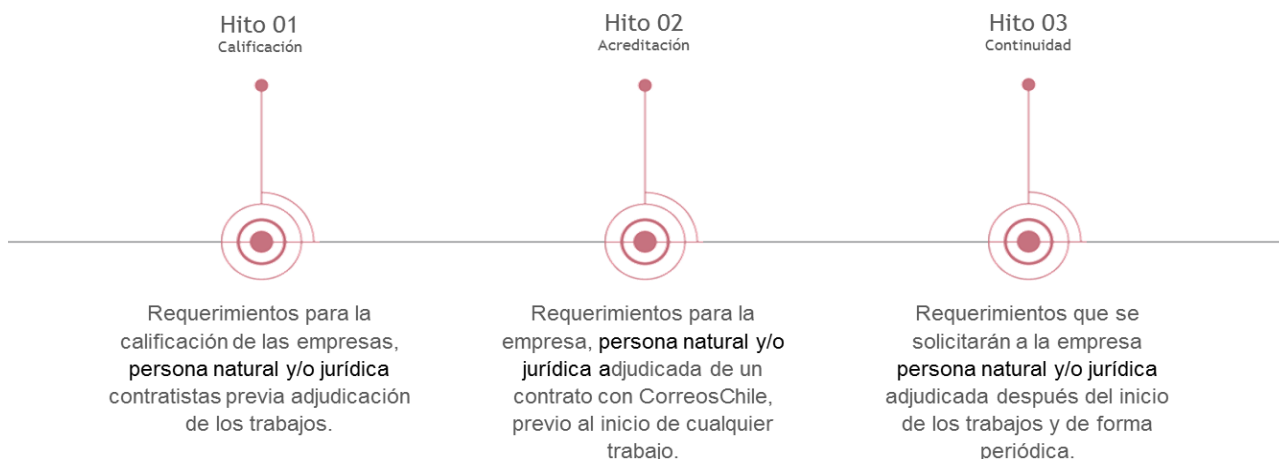 Hito 01
Calificación
Requerimientos para la
calificación de las empresas,
persona natural y/o jurídica
contratistas previa adjudicación
de los trabajos.
Hito 02
Acreditación
Requerimientos para la
empresa, persona natural y/o
jurídica adjudicada de un
contrato con CorreosChile,
previo al inicio de cualquier
trabajo.
Hito 03
Continuidad
Requerimientos que se
solicitarán a la empresa
persona natural y/o jurídica
adjudicada después del inicio
de los trabajos y de forma
periódica.